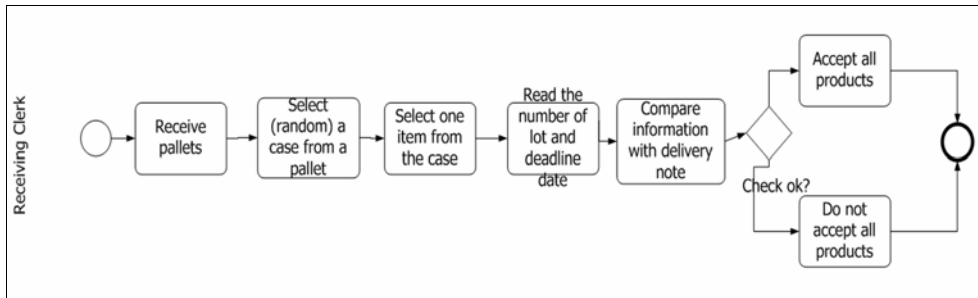 Receiving Clerk
Receive
pallets
Select
(random) a
case from a
pallet
Select one
item from
the case
Read the
number of
lot and
deadline
date
Compare
information
with delivery
note
Check ok?
Accept all
products
Do not
accept all
products